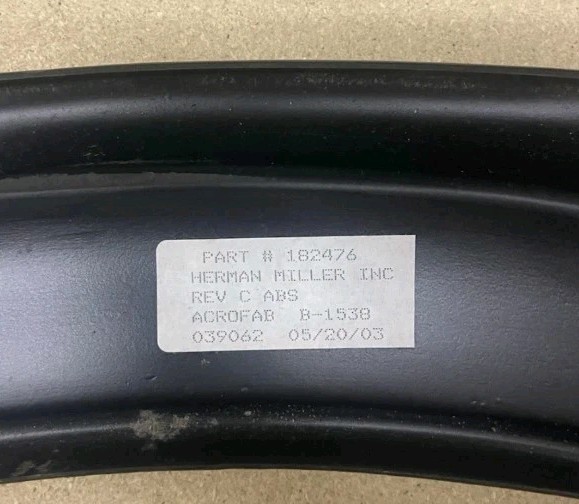 PART # 182476
HERMAN MILLER INC
REV C ABS
ACROFAB B-1538
039062 05/20/03